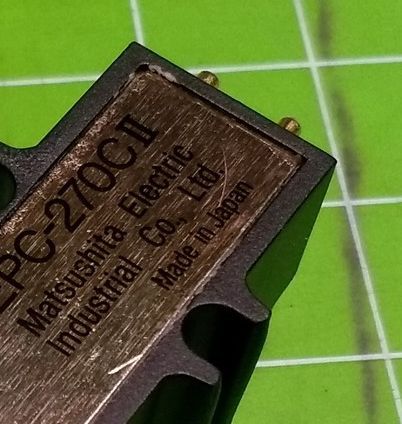 EPC-270CII
Matsushita Electric
Industrial Co., Ltd.
Made in Japan